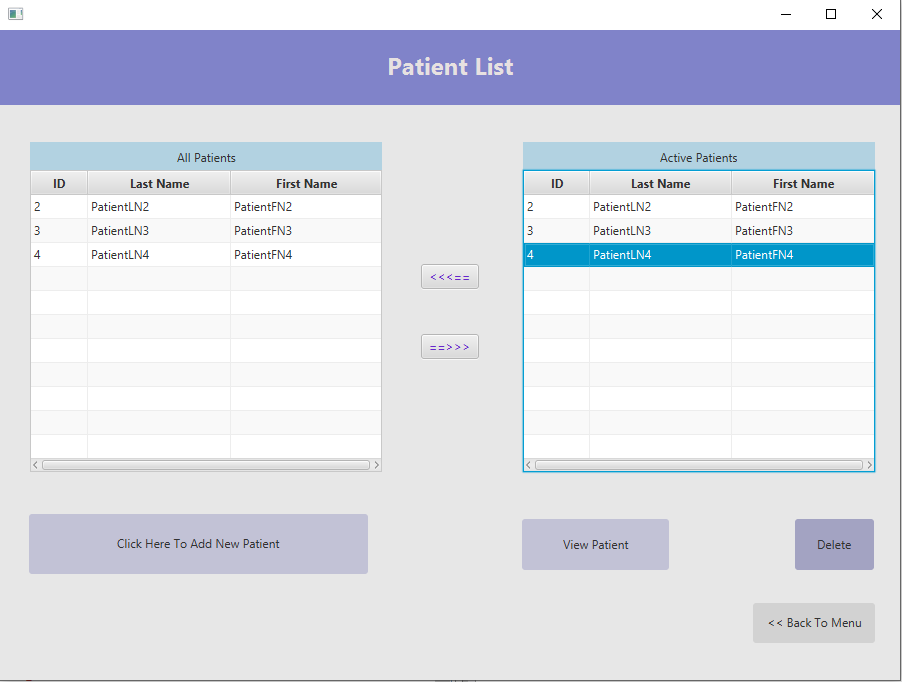 Patient List
All Patients
ID Last Name First Name
2 PatientLN2 PatientFN2
3 PatientLN3 PatientFN3
4 PatientLN4 PatientFN4
<<<==
==>>>
Active Patients
ID Last Name First Name
2 PatientLN2 PatientFN2
3 PatientLN3 PatientFN3
4 PatientLN4 PatientFN4
Click Here To Add New Patient
View Patient
Delete
<< Back To Menu